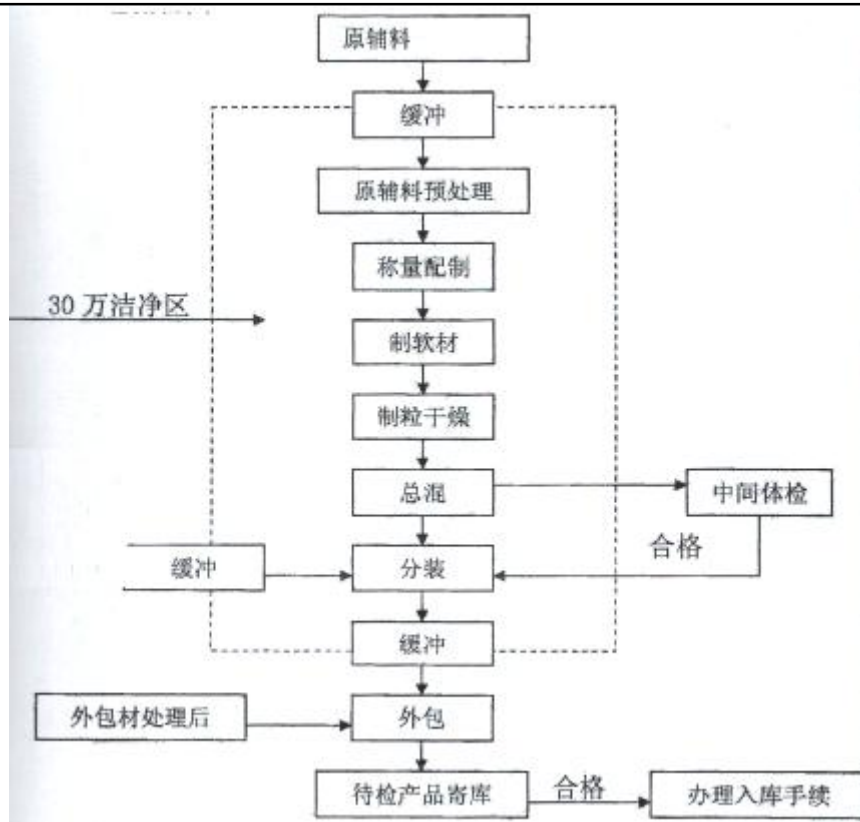 原辅料
缓冲
原辅料预处理
称量配制
30 万洁净区
制软材
制粒干燥
总混
中间体检
合格
缓冲
分装
缓冲
外包材处理后
外包
待检产品寄库
合格
办理入库手续